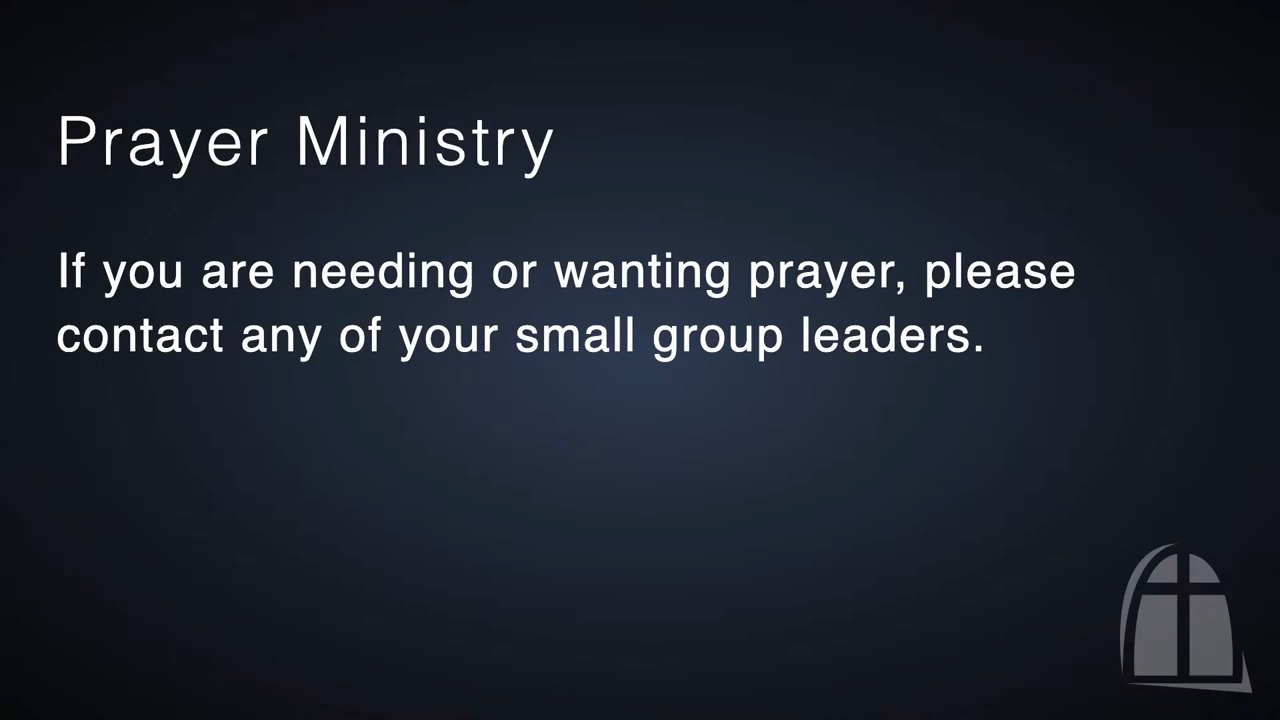 Prayer Ministry
If you are needing or wanting prayer, please
contact any of your small group leaders.